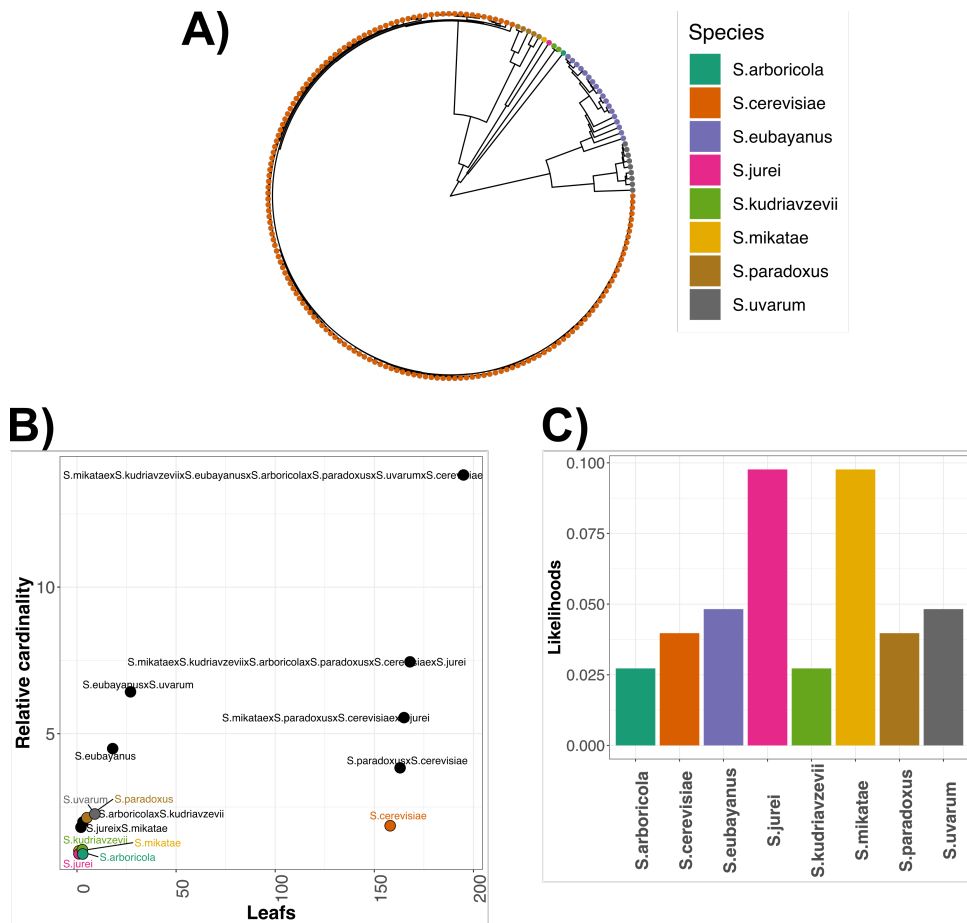 A)
Species
S.arboricola
S.cerevisiae
S.eubayanus
S.jurei
S.kudriavzevii
S.mikatae
S.paradoxus
S.uvarum
B)
Relative cardinality
10
5
S.mikataexS.kudriavzeviixS.eubayanusxS.arboricolaxS.paradoxusxS.uvarumxS.cerevisiae
S.mikataexS.kudriavzeviixS.arboricolaxS.paradoxusxS.cerevisiaexS.jurei
S.eubayanusxS.uvarum
S.mikataexS.paradoxusxS.cerevisiaexS.jurei
S.eubayanus
S.paradoxusxS.cerevisiae
S.uvarum
S.paradoxus
S.arboricolaxS.kudriavzevii
S.cerevisiae
S.jureixS.mikatae
S.kudriavzevii
S.mikatae
S.arboricola
S.jurei
0
50
100
150
200
Leafs
C)
Likelihoods
0.100
0.075
0.050
0.025
0.000
S.arboricola
S.cerevisiae
S.eubayanus
S.jurei
S.kudriavzevii
S.mikatae
S.paradoxus
S.uvarum